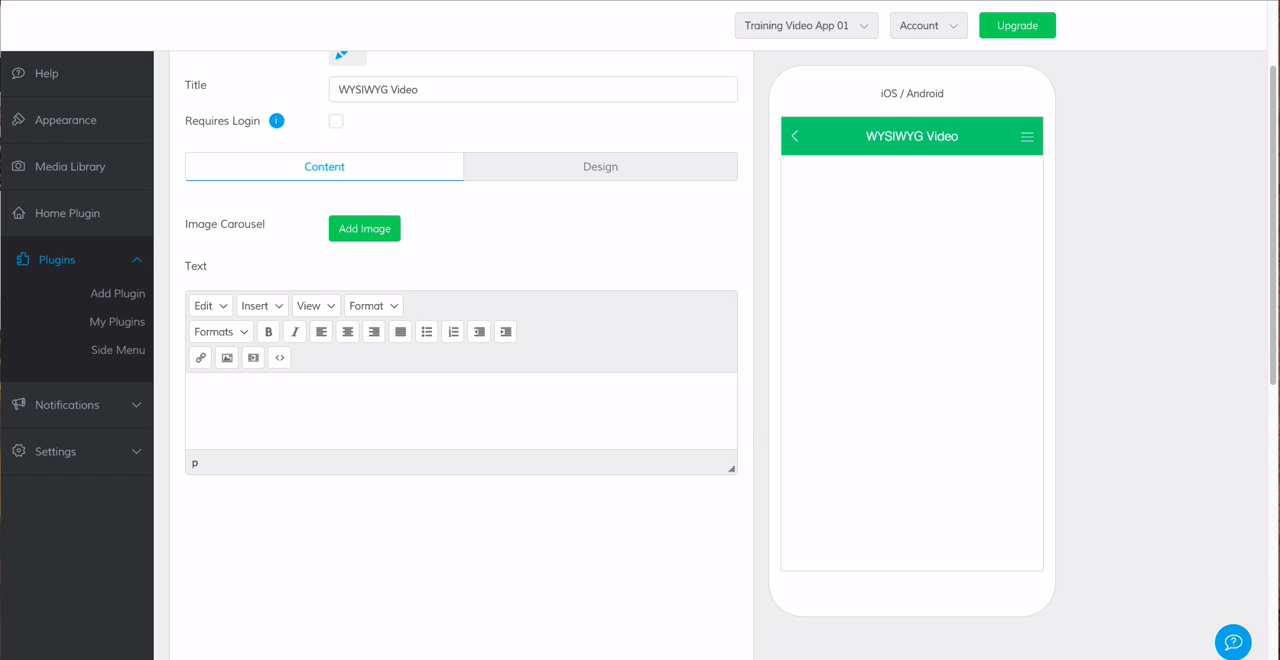 Training Video App 01
Account
Upgrade
Help
Appearance
Media Library
Home Plugin
Plugins
Add Plugin
My Plugins
Side Menu
Notifications
Settings
Title
WYSIWYG Video
Requires Login
i
Content
Design
Image Carousel
Add Image
Text
Edit
Insert
View
Format
Formats
B
I
p
iOS / Android
WYSIWYG Video